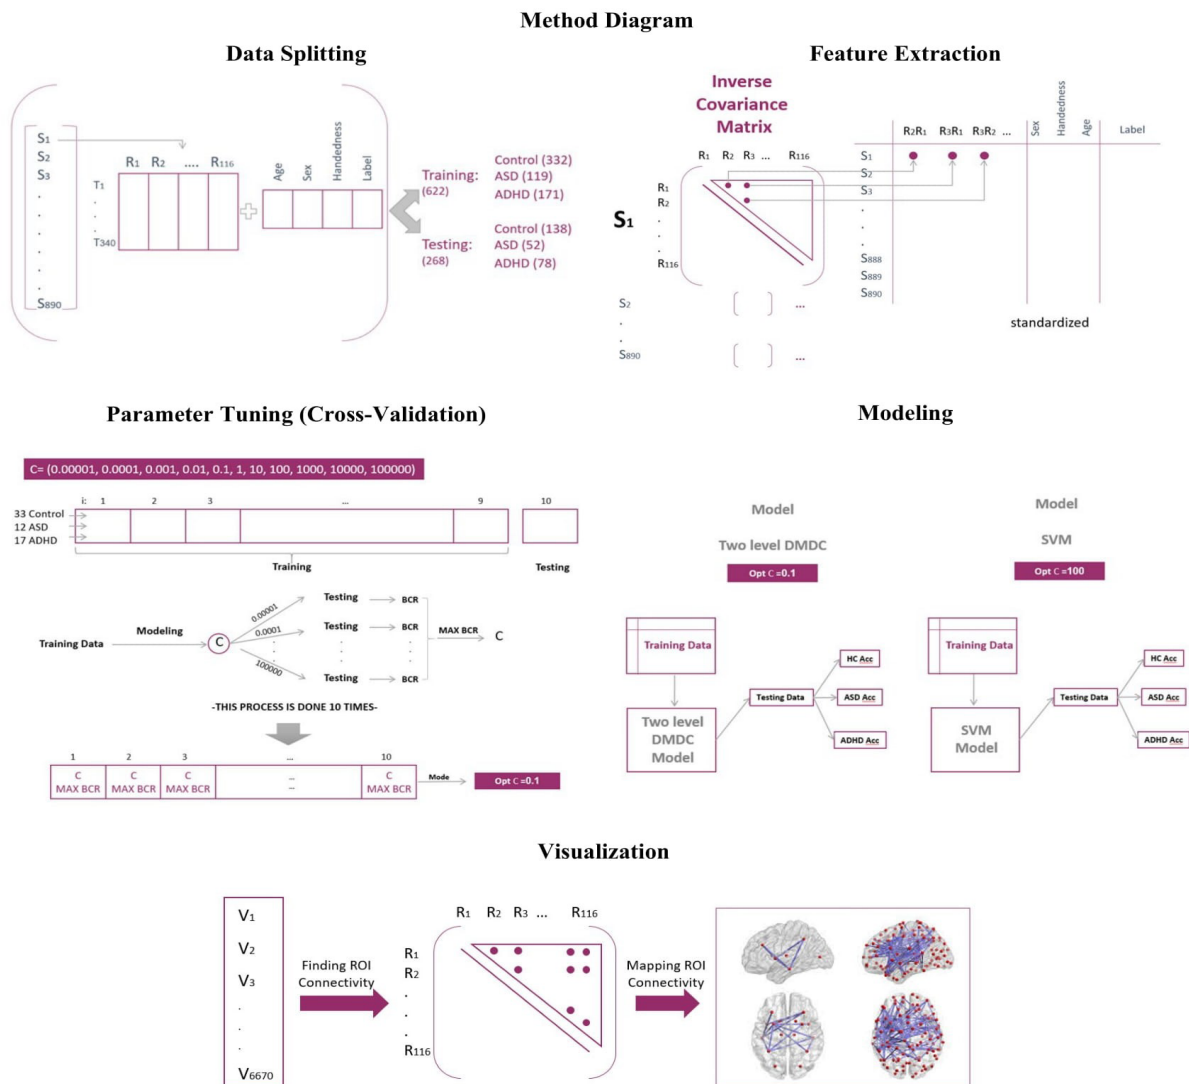 Method Diagram
Data Splitting
S1
S2
S3
.
.
.
.
.
.
S890
R1 R2 .... R116
T1
.
.
.
T340
Age Sex Handedness Label
Training:
(622)
Control (332)
ASD (119)
ADHD (171)
Testing:
(268)
Control (138)
ASD (52)
ADHD (78)
Feature Extraction
Inverse
Covariance
Matrix
R1 R2 R3 ... R116
S1
R1
R2
.
.
.
R116
S2
.
.
S890
...
...
R2R1 R3R1 R3R2 ... Sex Handedness Age Label
S1
S2
S3
.
.
.
S888
S889
S890
standardized
Parameter Tuning (Cross-Validation)
C= (0.00001, 0.0001, 0.001, 0.01, 0.1, 1, 10, 100, 1000, 10000, 100000)
i: 1 2 3 ... 9 10
33 Control
12 ASD
17 ADHD
Training Testing
Training Data Modeling C
0.00001 Testing BCR
0.0001 Testing BCR
100000 Testing BCR
MAX BCR C
-THIS PROCESS IS DONE 10 TIMES-
1 2 3 ... 10
C C C ... C
MAX BCR MAX BCR MAX BCR ... MAX BCR
Mode Opt C =0.1
Modeling
Model
Two level DMDC
Opt C =0.1
Training Data
Two level
DMDC
Model
Testing Data
HC Acc
ASD Acc
ADHD Acc
Model
SVM
Opt C =100
Training Data
SVM
Model
Testing Data
HC Acc
ASD Acc
ADHD Acc
Visualization
V1
V2
V3
.
.
.
V6670
Finding ROI
Connectivity
R1 R2 R3 ... R116
R1
R2
.
.
.
R116
Mapping ROI
Connectivity